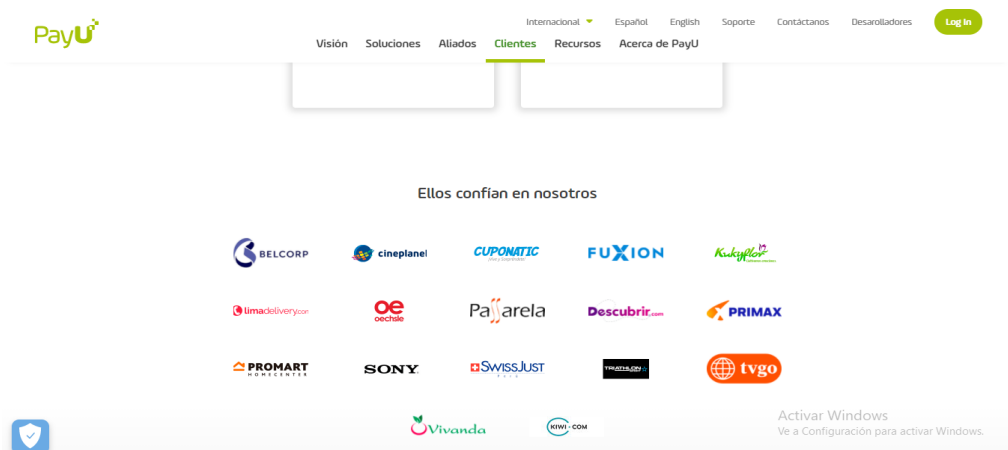 PayU
Internacional Español English Soporte Contáctanos Desarolladores Log In
Visión Soluciones Aliados Clientes Recursos Acerca de PayU
Ellos confían en nosotros
BELCORP cineplanet CUPONATIC FUXION Kukyflor
limadelivery.com oe oechsle Passarela Descubrir.com PRIMAX
PROMART HOMECENTER SONY SWISSJUST TRIATHLON tvgo
Vivanda KIWI.COM
Activar Windows
Ve a Configuración para activar Windows.